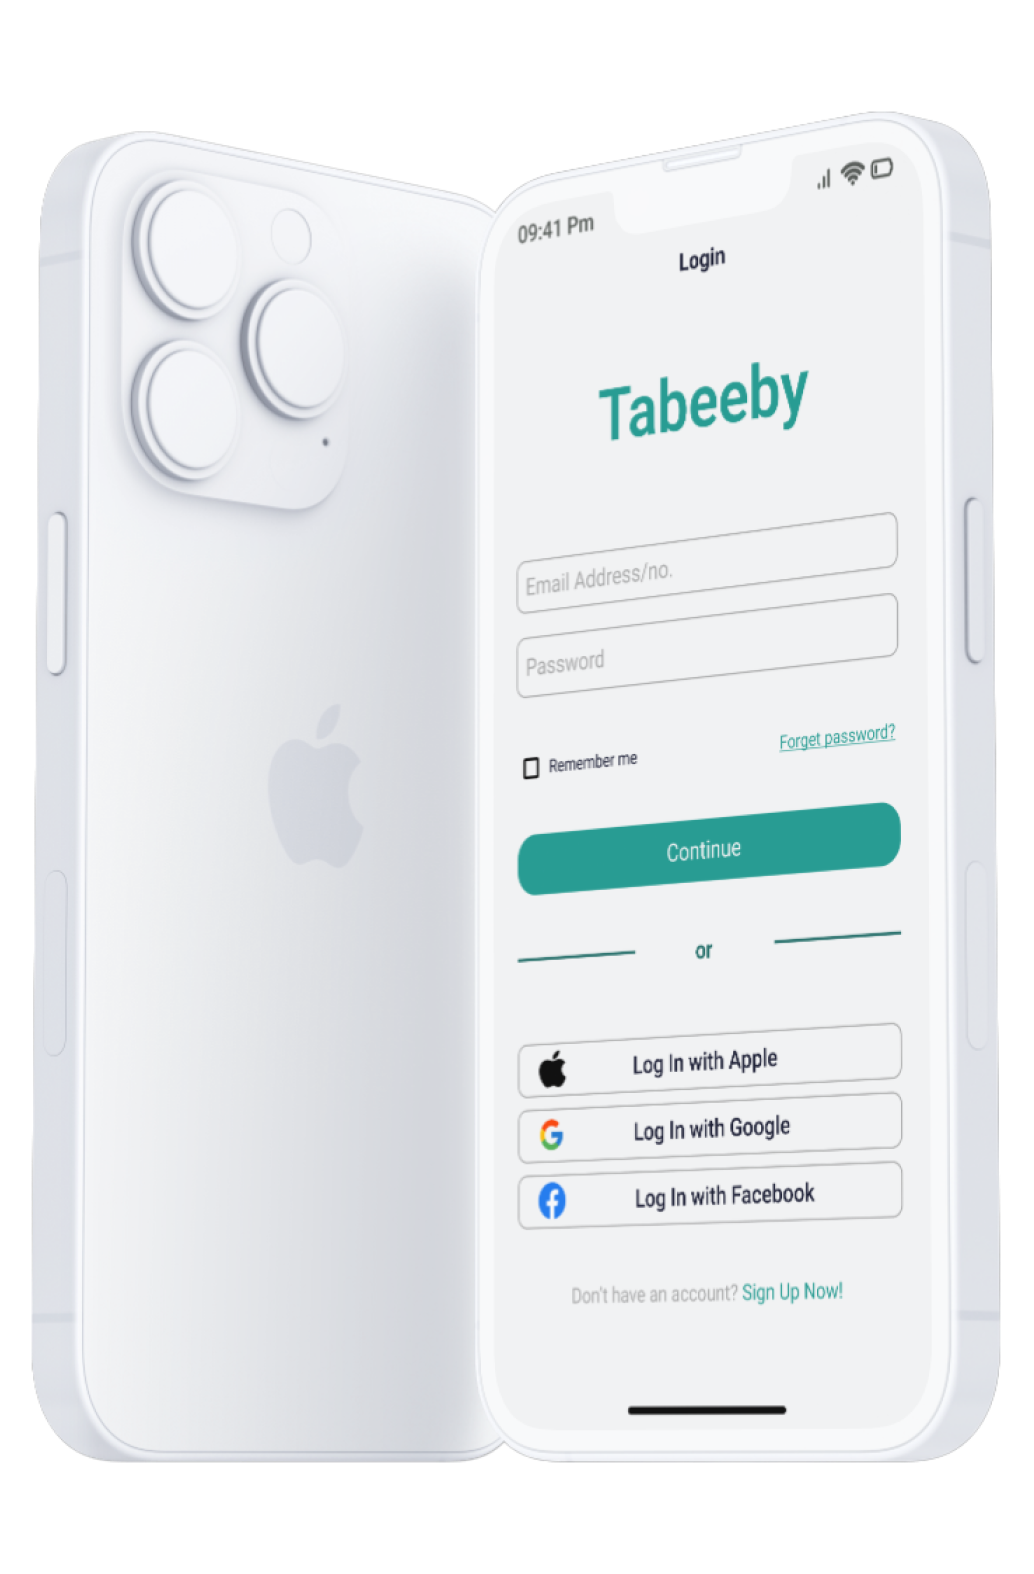 09:41 Pm
Login
Tabeeby
Email Address/no.
Password
Remember me
Forget password?
Continue
or
Log In with Apple
Log In with Google
Log In with Facebook
Don't have an account? Sign Up Now!